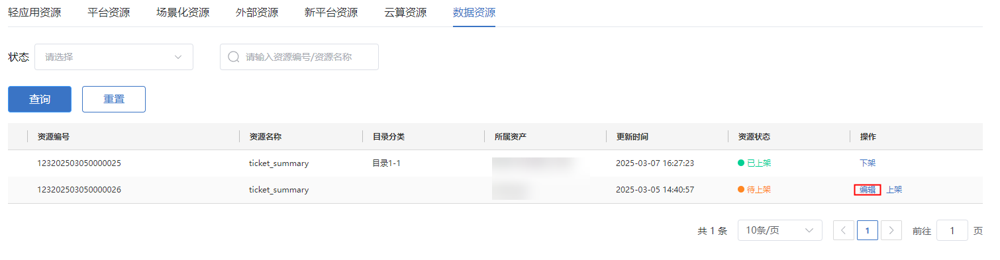 轻应用资源 平台资源 场景化资源 外部资源 新平台资源 云算资源 数据资源
状态 请选择 请输入资源编号/资源名称
查询 重置
资源编号 资源名称 目录分类 所属资产 更新时间 资源状态 操作
123202503050000025 ticket_summary 目录1-1 2025-03-07 16:27:23 已上架 下架
123202503050000026 ticket_summary 2025-03-05 14:40:57 待上架 编辑 上架
共 1 条 10条/页 1 前往 1 页